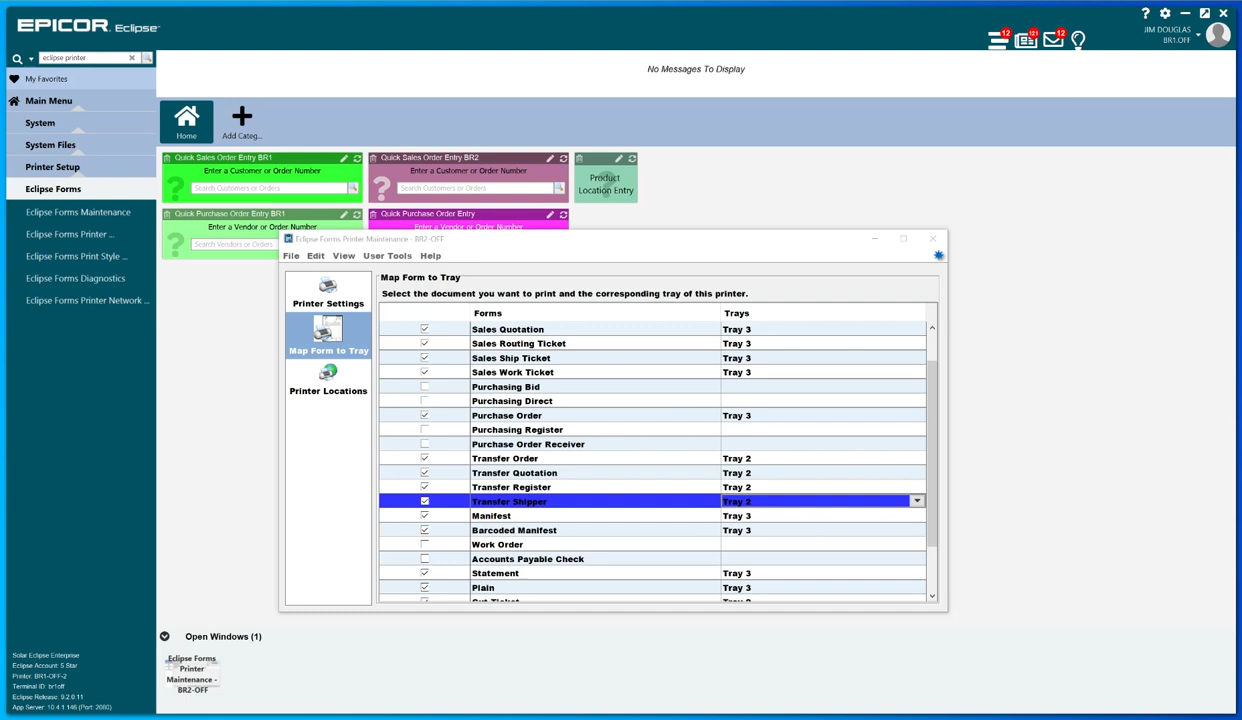 EPICOR Eclipse
12
121
12
JIM DOUGLAS
BR1.OFF
eclipse printer
My Favorites
Main Menu
System
System Files
Printer Setup
Eclipse Forms
Eclipse Forms Maintenance
Eclipse Forms Printer ...
Eclipse Forms Print Style ...
Eclipse Forms Diagnostics
Eclipse Forms Printer Network ...
Solar Eclipse Enterprise
Eclipse Account: 5 Star
Printer: BR1-OFF-2
Terminal ID: br1off
Eclipse Release: 9.2.0.11
App Server: 10.4.1.146 (Port: 2080)
No Messages To Display
Home
Add Categ...
Quick Sales Order Entry BR1
Enter a Customer or Order Number
Search Customers or Orders
Quick Sales Order Entry BR2
Enter a Customer or Order Number
Search Customers or Orders
Product
Location Entry
Quick Purchase Order Entry BR1
Enter a Vendor or Order Number
Search Vendors or Orders
Quick Purchase Order Entry
Enter a Vendor or Order Number
Eclipse Forms Printer Maintenance - BR2-OFF
File Edit View User Tools Help
Printer Settings
Map Form to Tray
Printer Locations
Map Form to Tray
Select the document you want to print and the corresponding tray of this printer.
Forms Trays
Sales Quotation Tray 3
Sales Routing Ticket Tray 3
Sales Ship Ticket Tray 3
Sales Work Ticket Tray 3
Purchasing Bid
Purchasing Direct
Purchase Order Tray 3
Purchasing Register
Purchase Order Receiver
Transfer Order Tray 2
Transfer Quotation Tray 2
Transfer Register Tray 2
Transfer Shipper Tray 2
Manifest Tray 3
Barcoded Manifest Tray 3
Work Order
Accounts Payable Check
Statement Tray 3
Plain Tray 3
Open Windows (1)
Eclipse Forms
Printer
Maintenance -
BR2-OFF